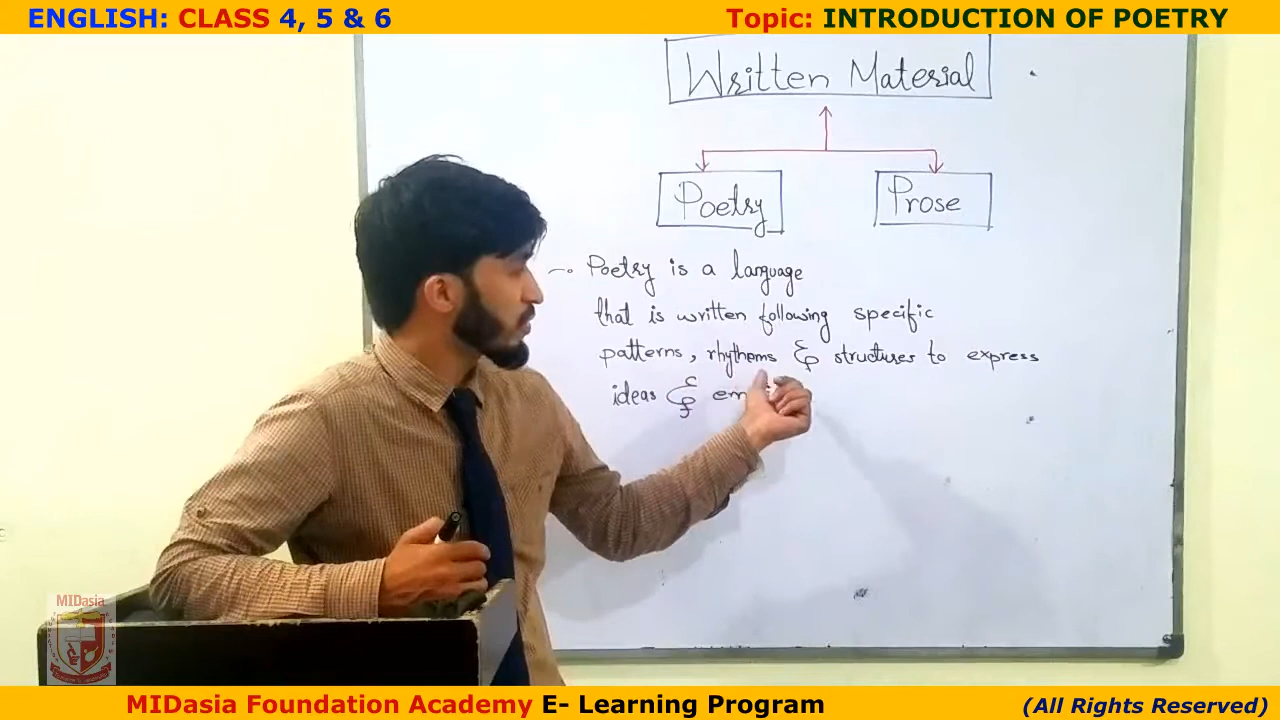 ENGLISH: CLASS 4, 5 & 6
Topic: INTRODUCTION OF POETRY
Written Material
Poetry
Prose
Poetry is a language
that is written following specific
patterns, rhythems & structures to express
ideas &
MIDasia
MIDasia Foundation Academy E- Learning Program
(All Rights Reserved)